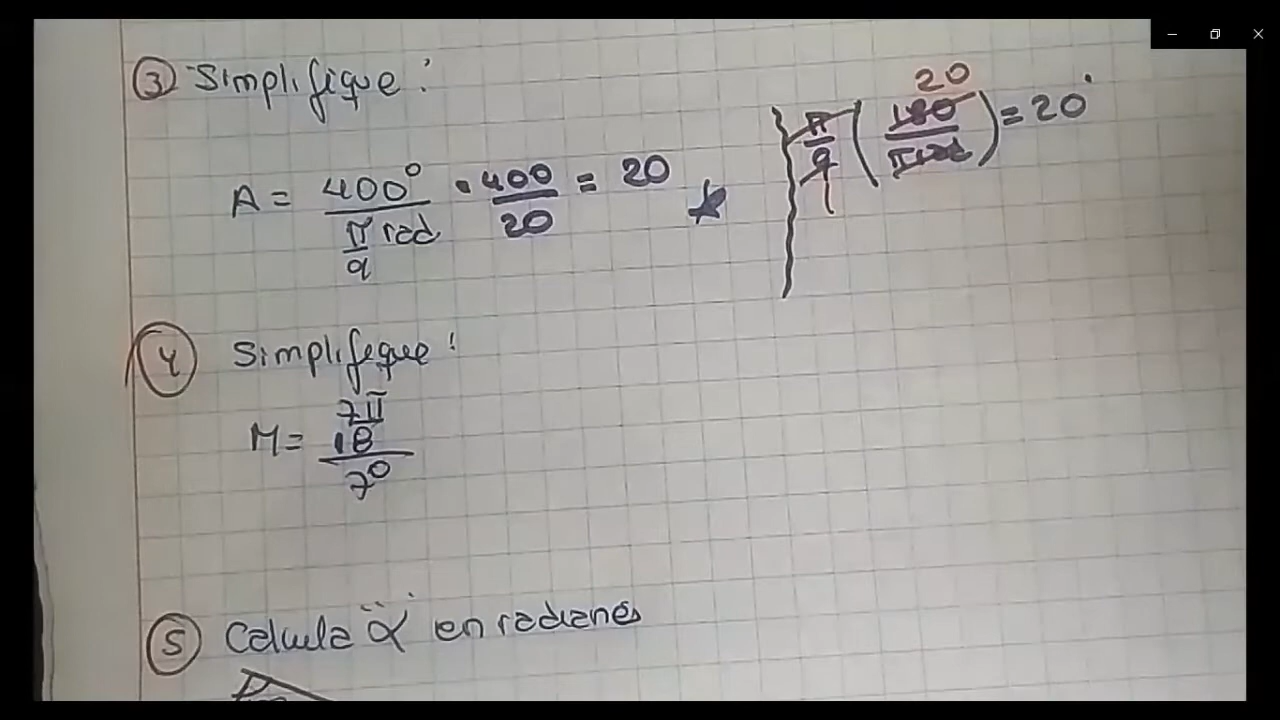 ③ Simplifique:
A = 400° / (π/9 rad) · 400/20 = 20
π/9 (180/π rad) = 20°
20
④ Simplifique:
M = (7π/18) / 7°
⑤ Calcula "α" en radianes